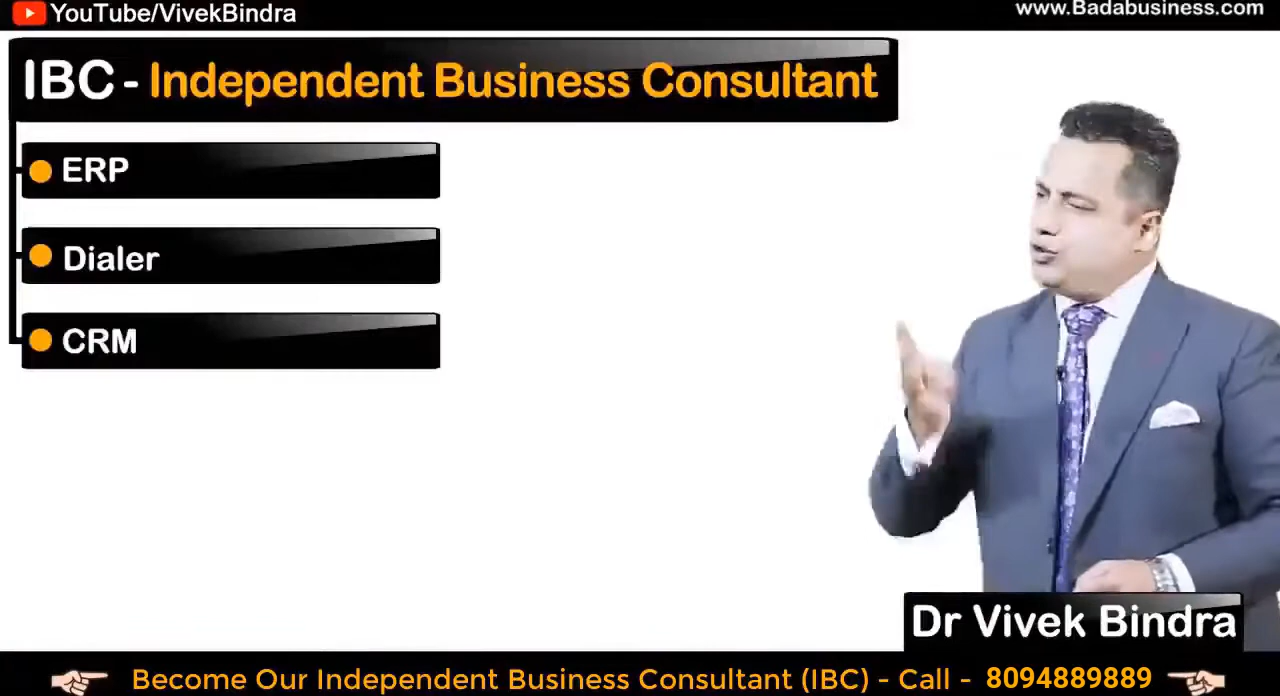 YouTube/VivekBindra
www.Badabusiness.com
IBC - Independent Business Consultant
ERP
Dialer
CRM
Dr Vivek Bindra
Become Our Independent Business Consultant (IBC) - Call - 8094889889